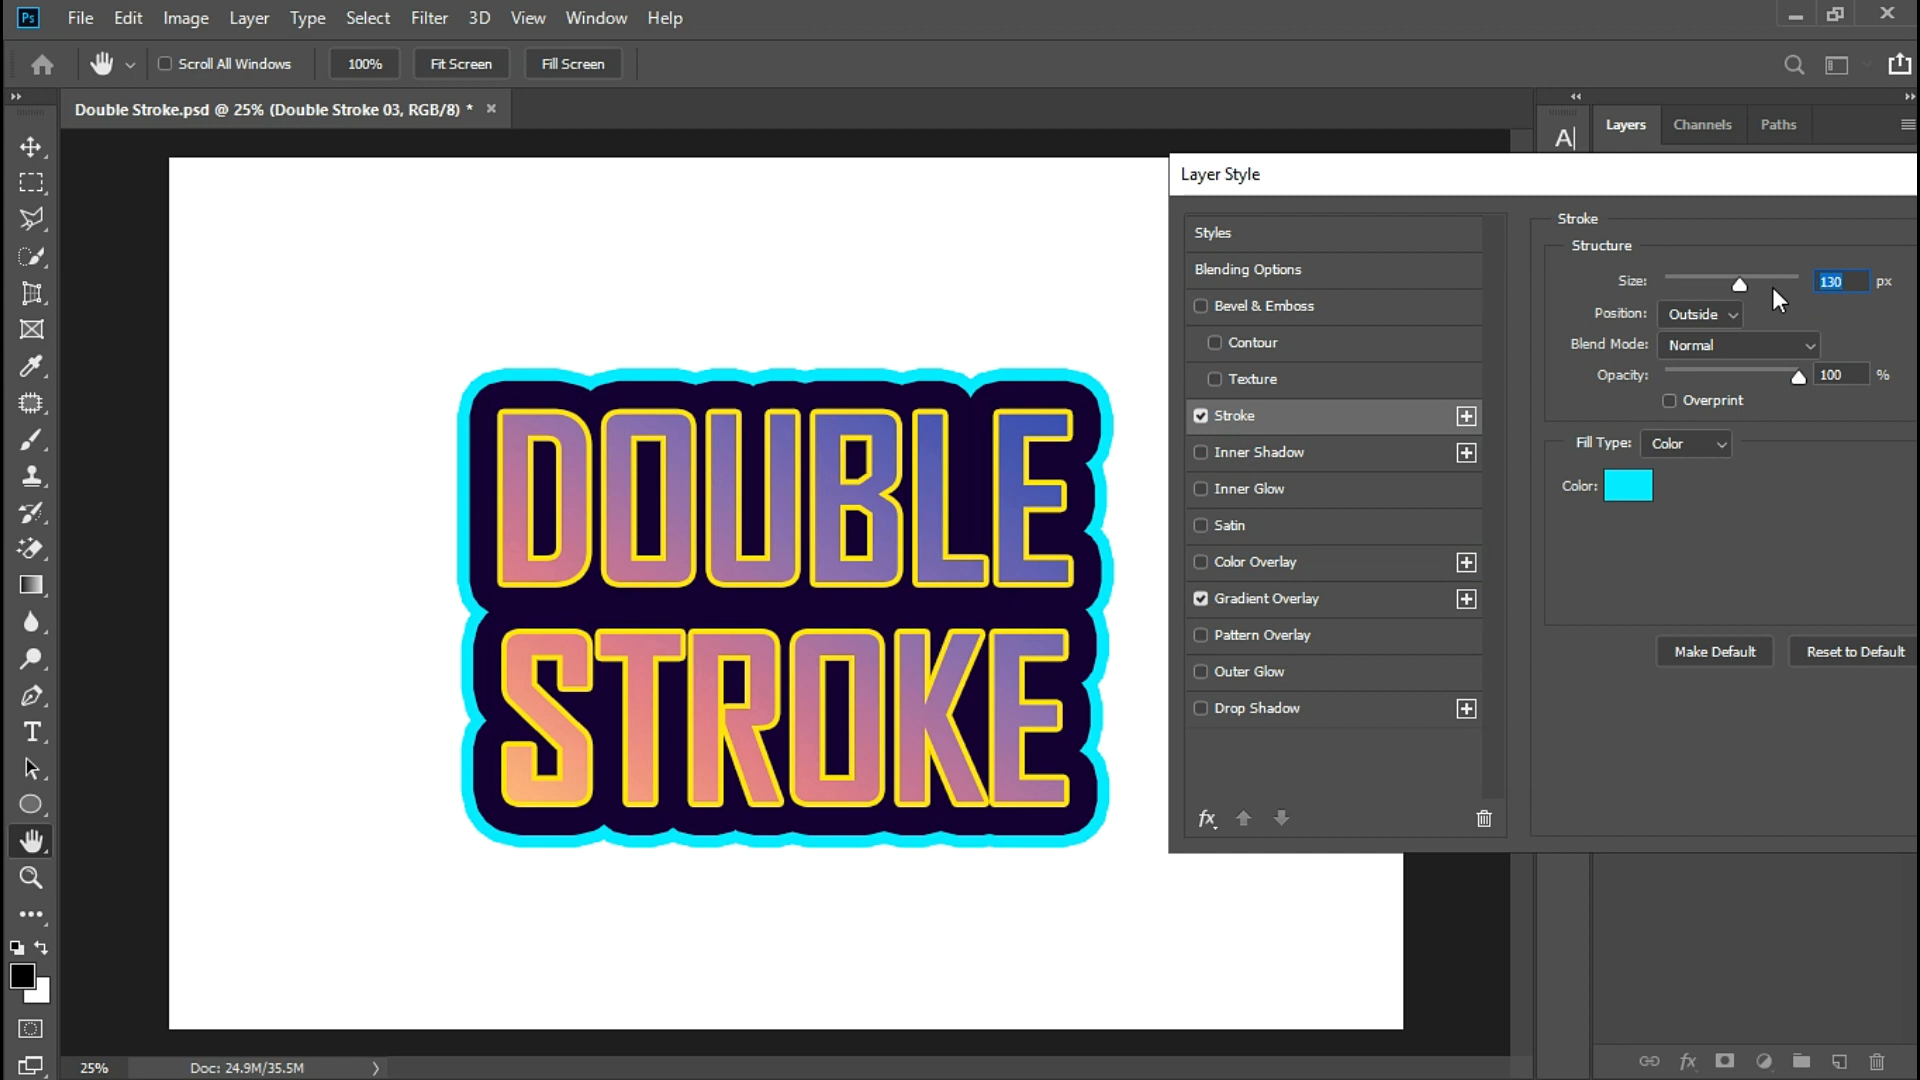 Ps File Edit Image Layer Type Select Filter 3D View Window Help
Scroll All Windows 100% Fit Screen Fill Screen
Double Stroke.psd @ 25% (Double Stroke 03, RGB/8) *
Layers Channels Paths
Layer Style
Styles
Blending Options
Bevel & Emboss
Contour
Texture
Stroke
Inner Shadow
Inner Glow
Satin
Color Overlay
Gradient Overlay
Pattern Overlay
Outer Glow
Drop Shadow
fx
Stroke
Structure
Size: 130 px
Position: Outside
Blend Mode: Normal
Opacity: 100 %
Overprint
Fill Type: Color
Color:
Make Default Reset to Default
DOUBLE
STROKE
25% Doc: 24.9M/35.5M
fx